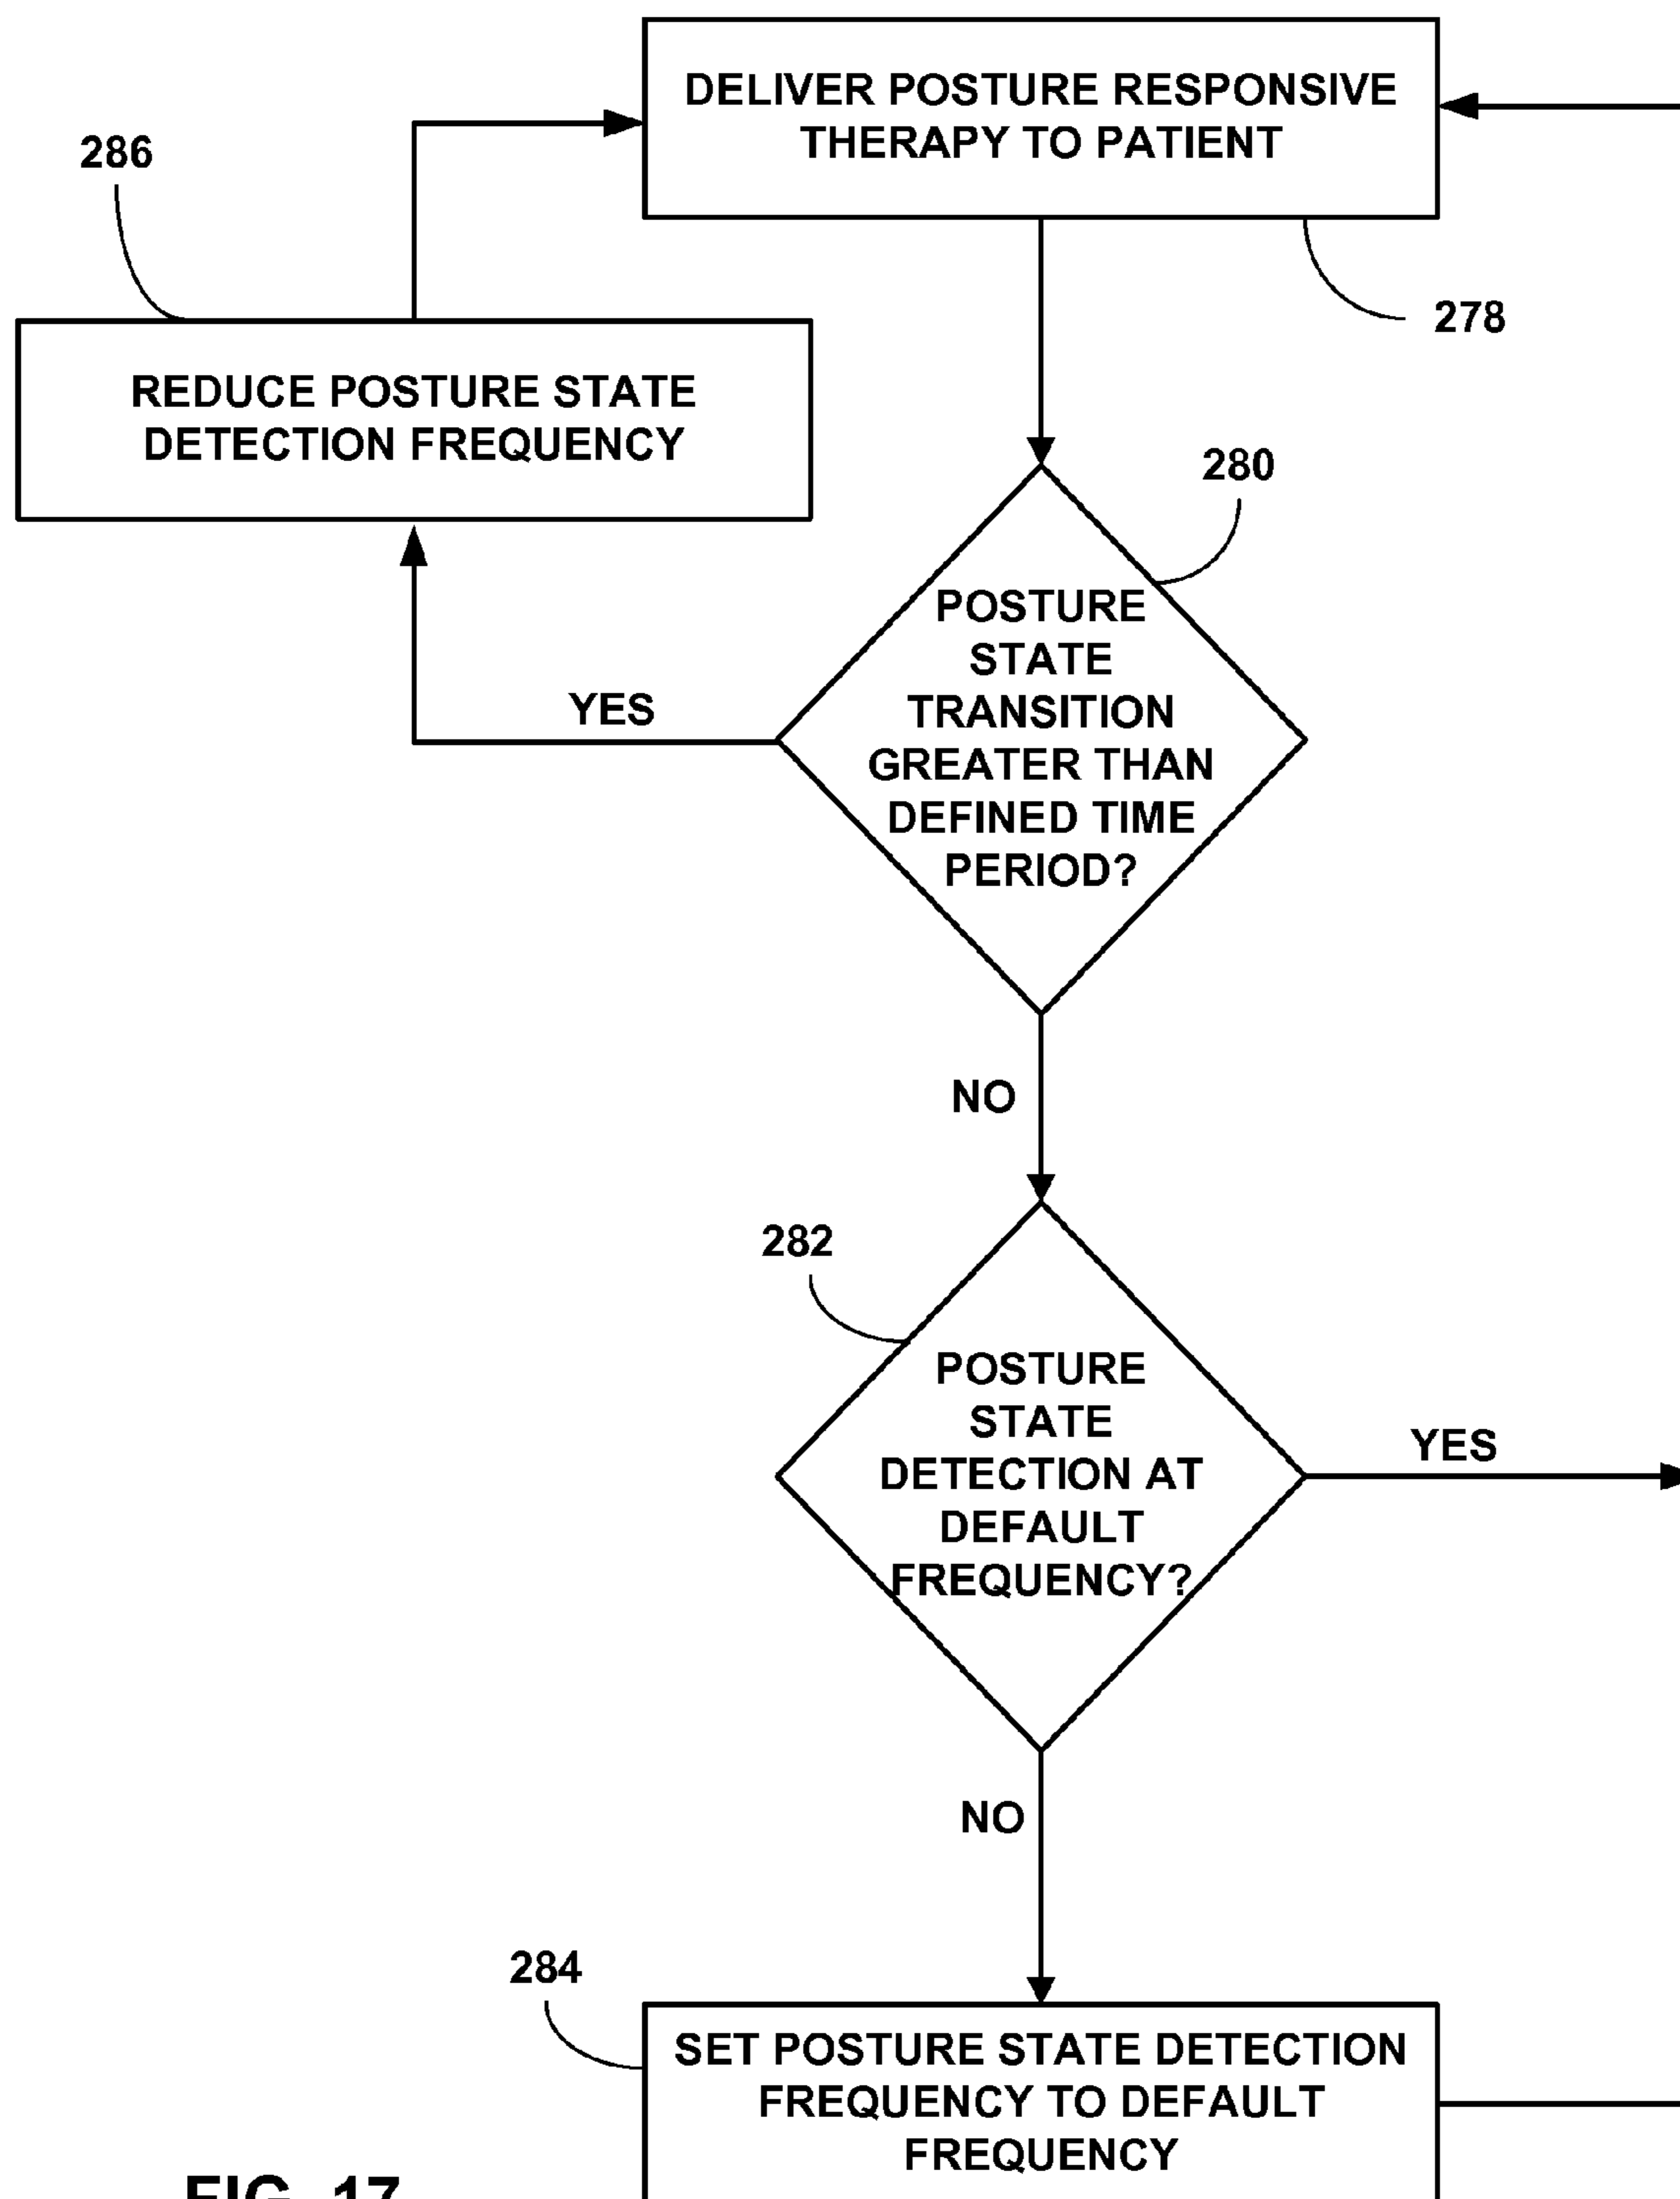 DELIVER POSTURE RESPONSIVE
THERAPY TO PATIENT
286
278
REDUCE POSTURE STATE
DETECTION FREQUENCY
280
POSTURE
STATE
TRANSITION
GREATER THAN
DEFINED TIME
PERIOD?
YES
NO
282
POSTURE
STATE
DETECTION AT
DEFAULT
FREQUENCY?
YES
NO
284
SET POSTURE STATE DETECTION
FREQUENCY TO DEFAULT
FREQUENCY
FIG. 17